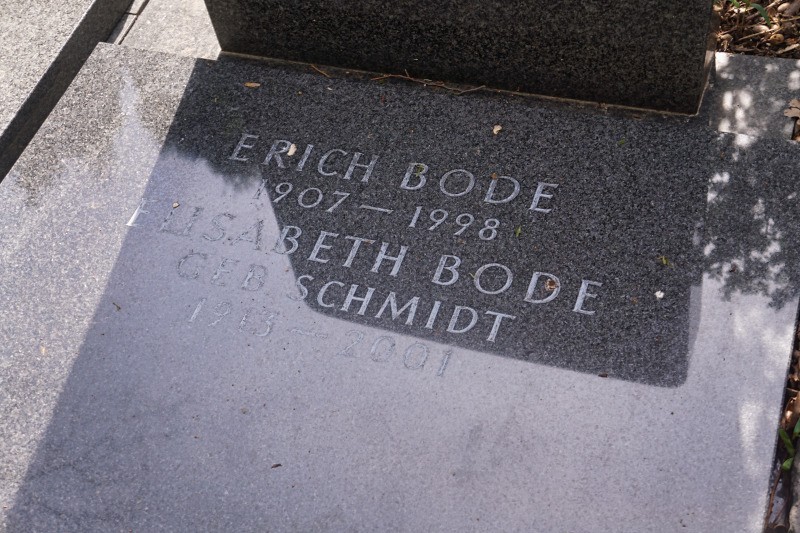 ERICH BODE
1907 – 1998
ELISABETH BODE
GEB. SCHMIDT
1913 – 2001